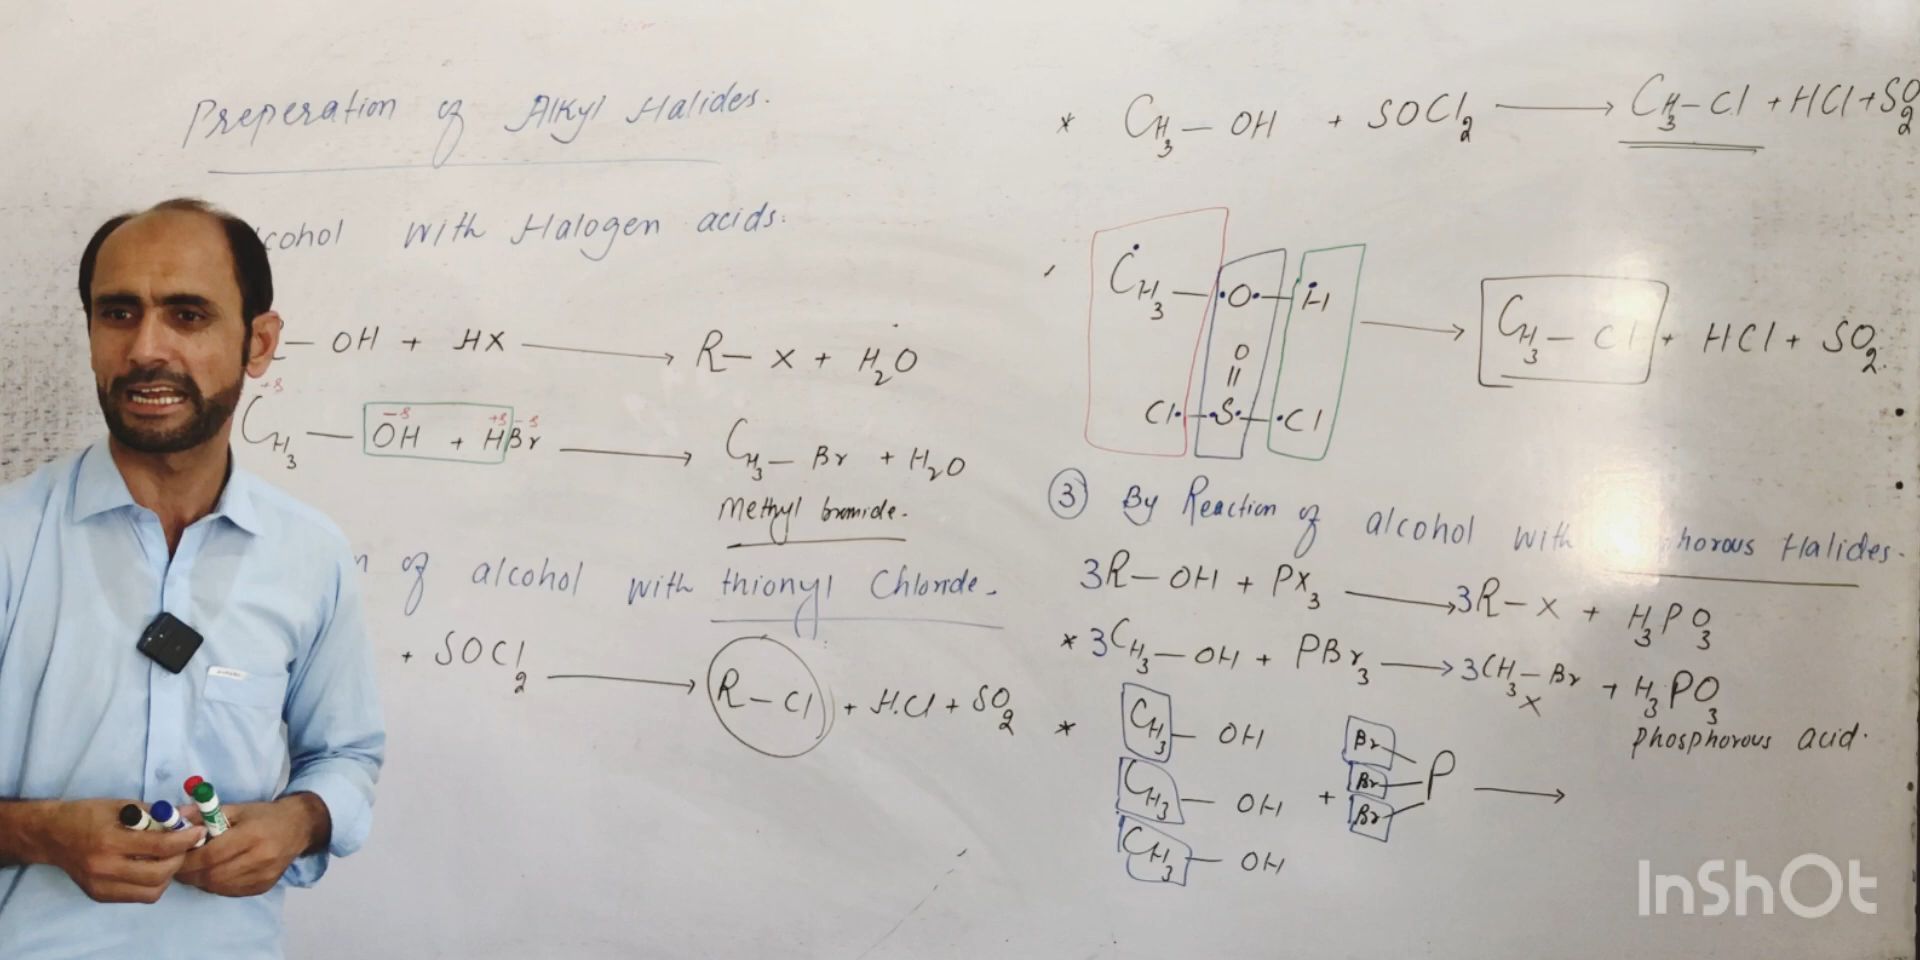 Preperation of Alkyl Halides.
cohol with Halogen acids.
— OH + HX ⟶ R — X + H₂O
+δ
−δ +δ −δ
CH₃ — OH + HBr ⟶ CH₃ — Br + H₂O
Methyl bromide.
n of alcohol with thionyl Chloride.
+ SOCl₂ ⟶ R — Cl + HCl + SO₂
* CH₃ — OH + SOCl₂ ⟶ CH₃ — Cl + HCl + SO₂
CH₃ — O — H ⟶ CH₃ — Cl + HCl + SO₂.
O
||
Cl — S — Cl
③ By Reaction of alcohol with horous Halides.
3R — OH + PX₃ ⟶ 3R — X + H₃PO₃
* 3CH₃ — OH + PBr₃ ⟶ 3CH₃ — Br + H₃PO₃
X
Phosphorous acid.
* CH₃ — OH Br
CH₃ — OH + Br — P ⟶
CH₃ — OH Br
InShOt